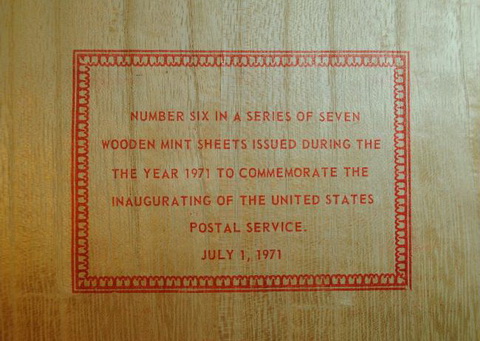 NUMBER SIX IN A SERIES OF SEVEN
WOODEN MINT SHEETS ISSUED DURING THE
THE YEAR 1971 TO COMMEMORATE THE
INAUGURATING OF THE UNITED STATES
POSTAL SERVICE.
JULY 1, 1971